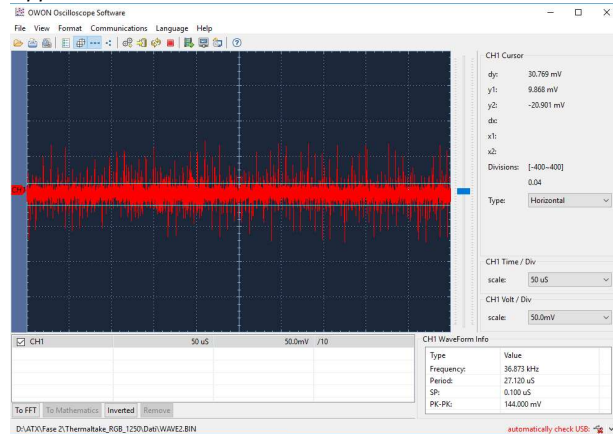 OWON Oscilloscope Software
File View Format Communications Language Help
CH1 Cursor
dy: 30.769 mV
y1: 9.868 mV
y2: -20.901 mV
dx:
x1:
x2:
Divisions: [-400~400]
0.04
Type: Horizontal
CH1 Time / Div
scale: 50 uS
CH1 Volt / Div
scale: 50.0mV
CH1 50 uS 50.0mV /10
CH1 WaveForm Info
Type Value
Frequency: 36.873 kHz
Period: 27.120 uS
SP: 0.100 uS
PK-PK: 144.000 mV
To FFT To Mathematics Inverted Remove
D:\ATX\Fase 2\Thermaltake_RGB_1250\Dati\WAVE2.BIN
automatically check USB: